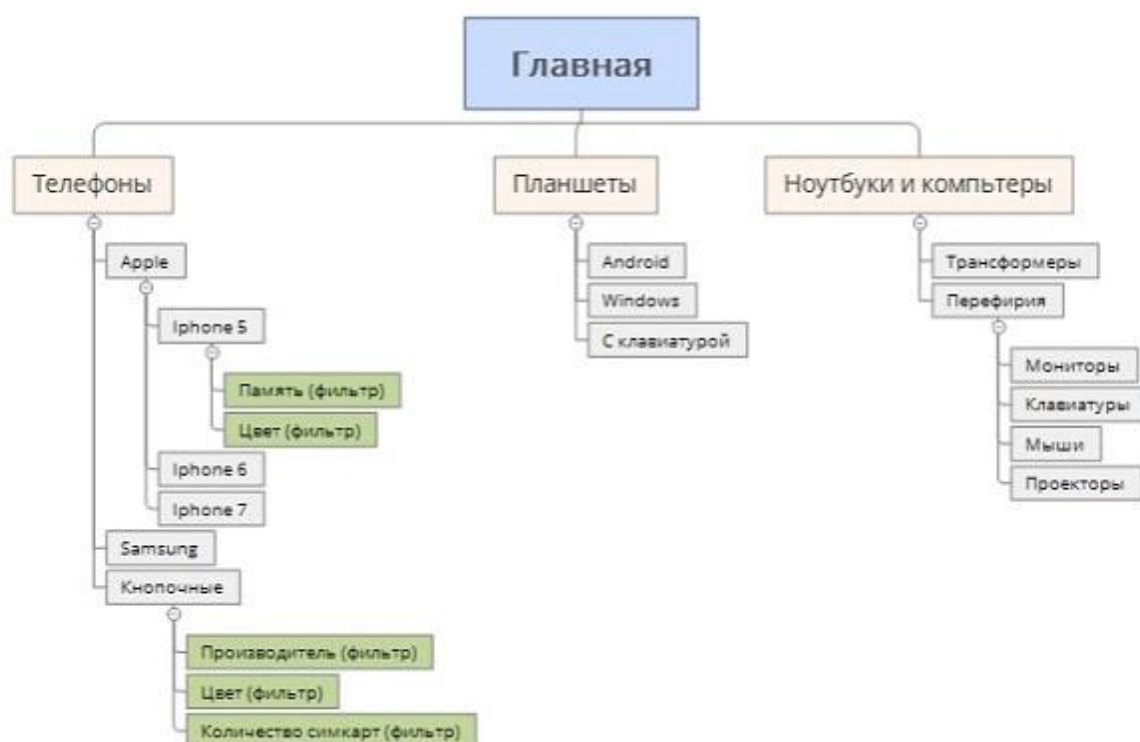 Главная
Телефоны
Apple
Iphone 5
Память (фильтр)
Цвет (фильтр)
Iphone 6
Iphone 7
Samsung
Кнопочные
Производитель (фильтр)
Цвет (фильтр)
Количество симкарт (фильтр)
Планшеты
Android
Windows
С клавиатурой
Ноутбуки и компьтеры
Трансформеры
Перефирия
Мониторы
Клавиатуры
Мыши
Проекторы